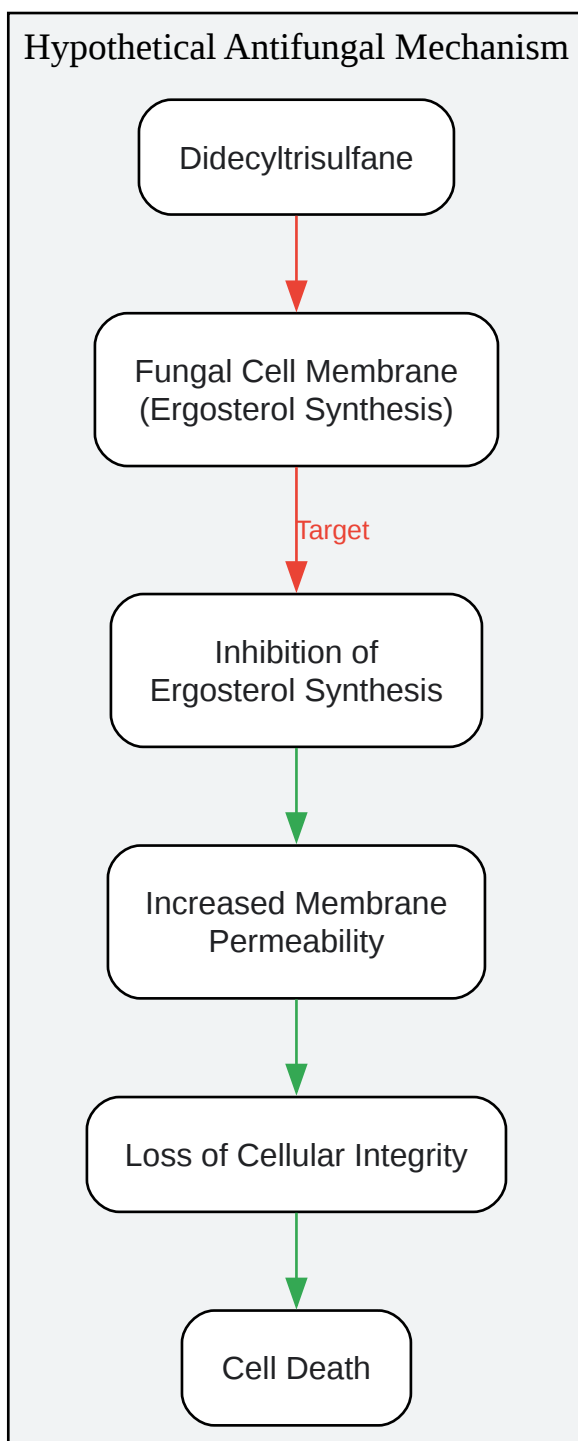 Hypothetical Antifungal Mechanism
Didecyltrisulfane
Fungal Cell Membrane
(Ergosterol Synthesis)
Target
Inhibition of
Ergosterol Synthesis
Increased Membrane
Permeability
Loss of Cellular Integrity
Cell Death